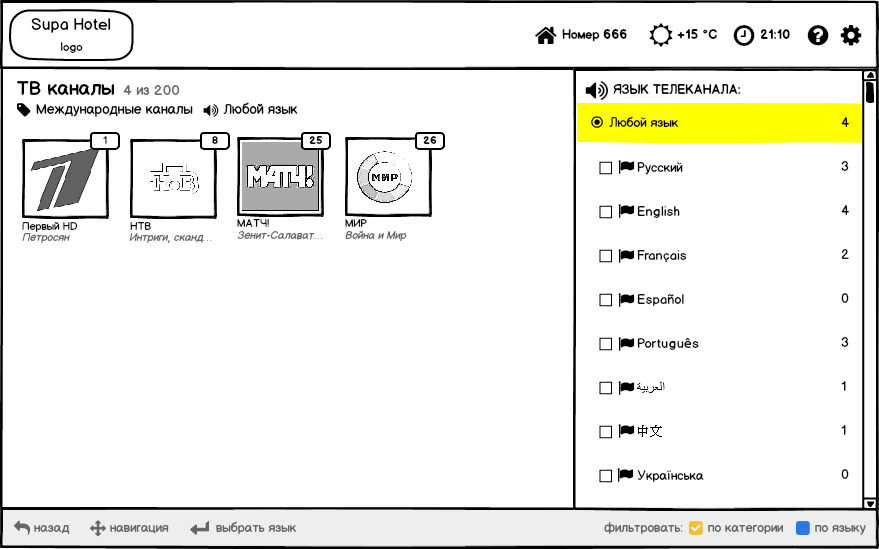 Supa Hotel
logo
Номер 666
+15 °C
21:10
?
ТВ каналы 4 из 200
Международные каналы Любой язык
1
8
25
26
1
НТВ
МАТЧ!
МИР
Первый HD
НТВ
МАТЧ!
МИР
Петросян
Интриги, сканд...
Зенит-Салават...
Война и Мир
ЯЗЫК ТЕЛЕКАНАЛА:
Любой язык 4
Русский 3
English 4
Français 2
Español 0
Português 3
العربية 1
中文 1
Українська 0
назад навигация выбрать язык
фильтровать: по категории по языку